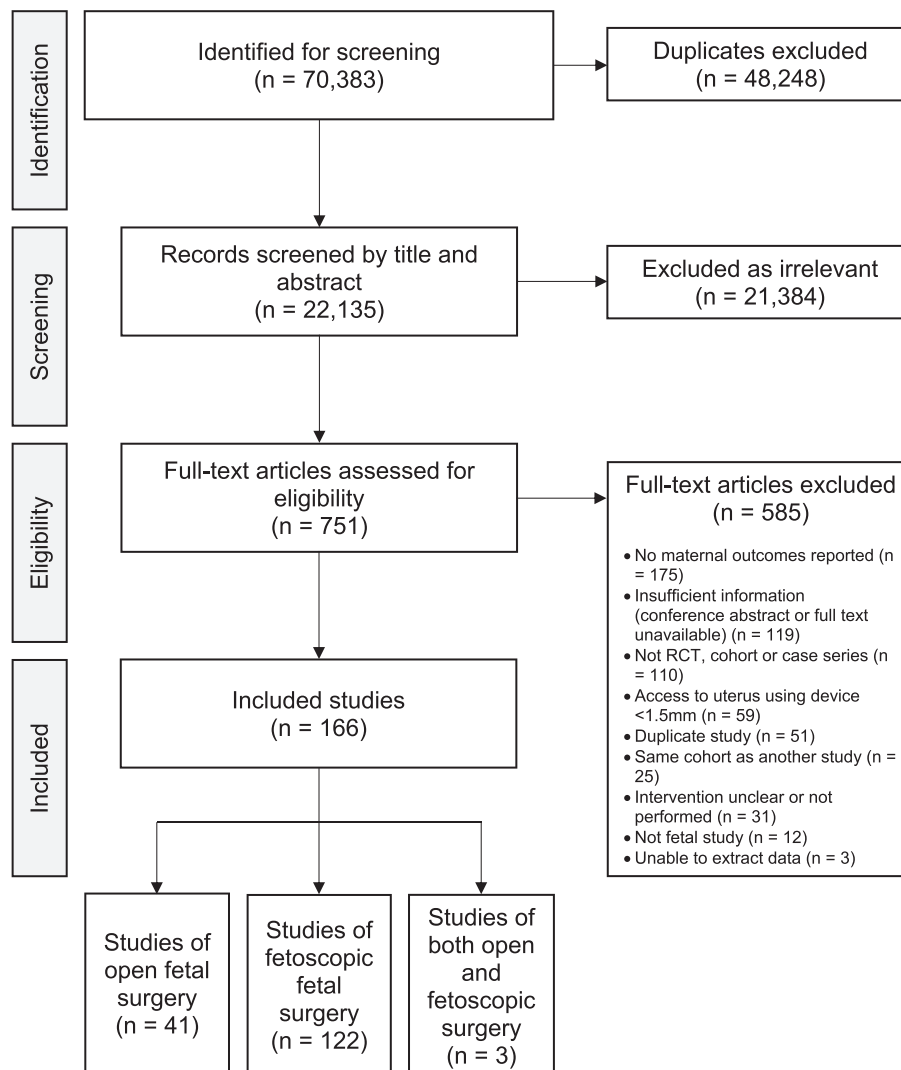 Identification
Identified for screening
(n = 70,383)
Duplicates excluded
(n = 48,248)
Screening
Records screened by title and
abstract
(n = 22,135)
Excluded as irrelevant
(n = 21,384)
Eligibility
Full-text articles assessed for
eligibility
(n = 751)
Full-text articles excluded
(n = 585)
• No maternal outcomes reported (n
= 175)
• Insufficient information
(conference abstract or full text
unavailable) (n = 119)
• Not RCT, cohort or case series (n
= 110)
• Access to uterus using device
<1.5mm (n = 59)
• Duplicate study (n = 51)
• Same cohort as another study (n =
25)
• Intervention unclear or not
performed (n = 31)
• Not fetal study (n = 12)
• Unable to extract data (n = 3)
Included
Included studies
(n = 166)
Studies of
open fetal
surgery
(n = 41)
Studies of
fetoscopic
fetal
surgery
(n = 122)
Studies of
both open
and
fetoscopic
surgery
(n = 3)